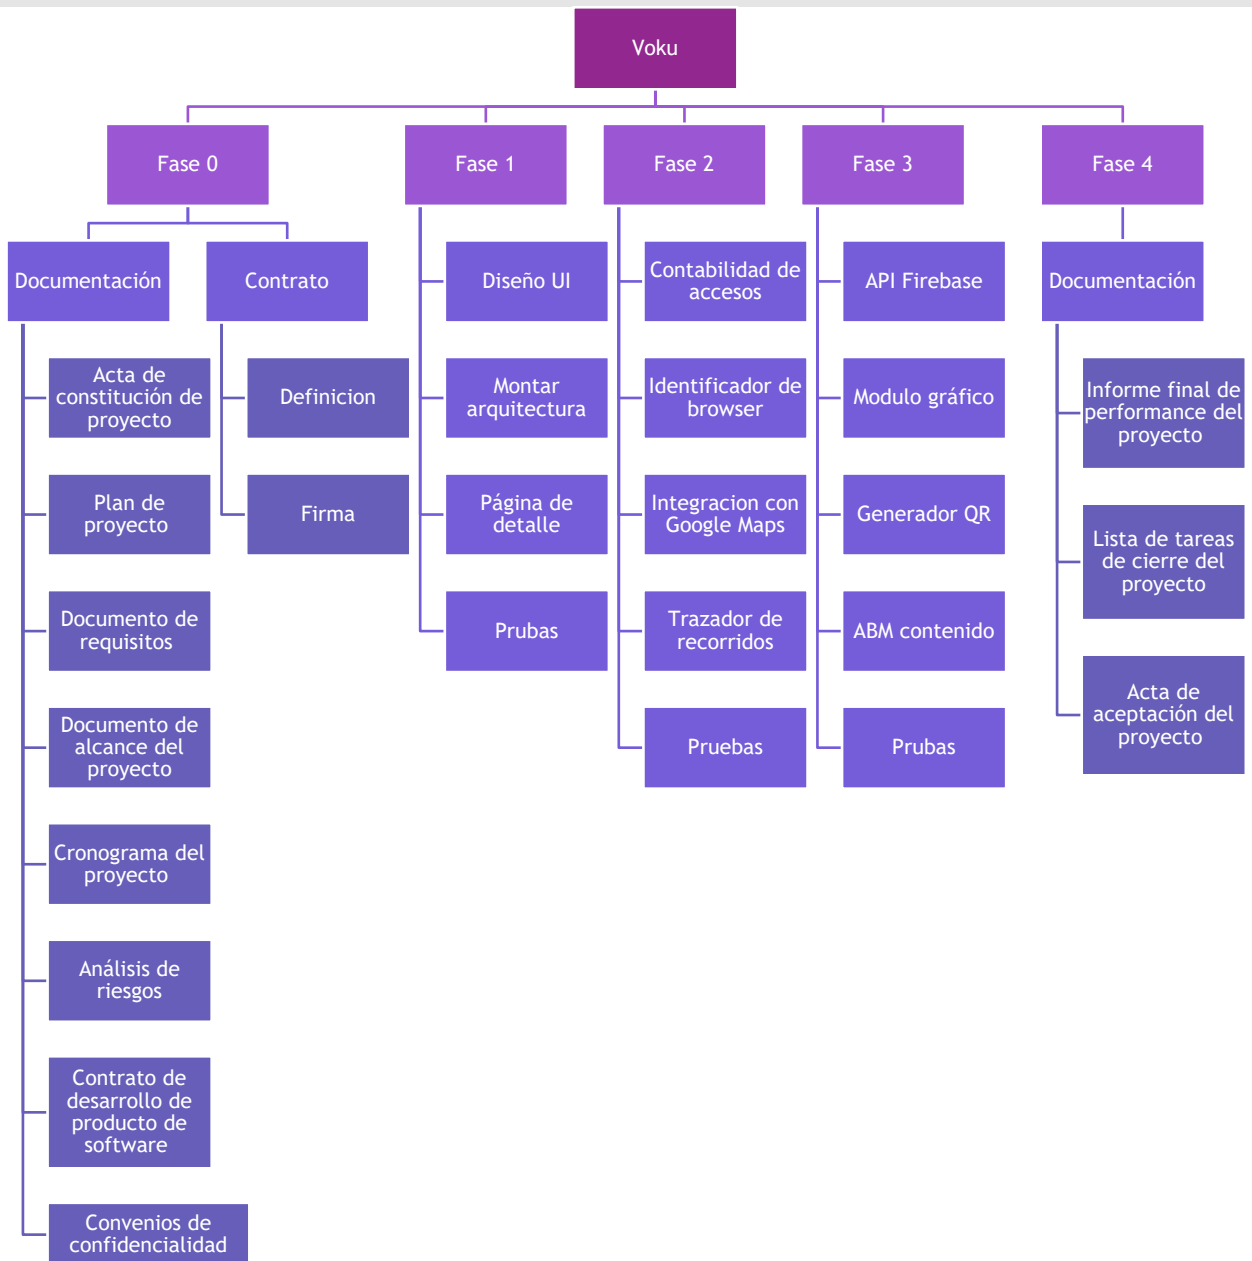 Voku
Fase 0
Fase 1
Fase 2
Fase 3
Fase 4
Documentación
Contrato
Diseño UI
Contabilidad de
accesos
API Firebase
Documentación
Acta de
constitución de
proyecto
Definicion
Montar
arquitectura
Identificador de
browser
Modulo gráfico
Informe final de
performance del
proyecto
Plan de
proyecto
Firma
Página de
detalle
Integracion con
Google Maps
Generador QR
Lista de tareas
de cierre del
proyecto
Documento de
requisitos
Prubas
Trazador de
recorridos
ABM contenido
Acta de
aceptación del
proyecto
Documento de
alcance del
proyecto
Pruebas
Prubas
Cronograma del
proyecto
Análisis de
riesgos
Contrato de
desarrollo de
producto de
software
Convenios de
confidencialidad